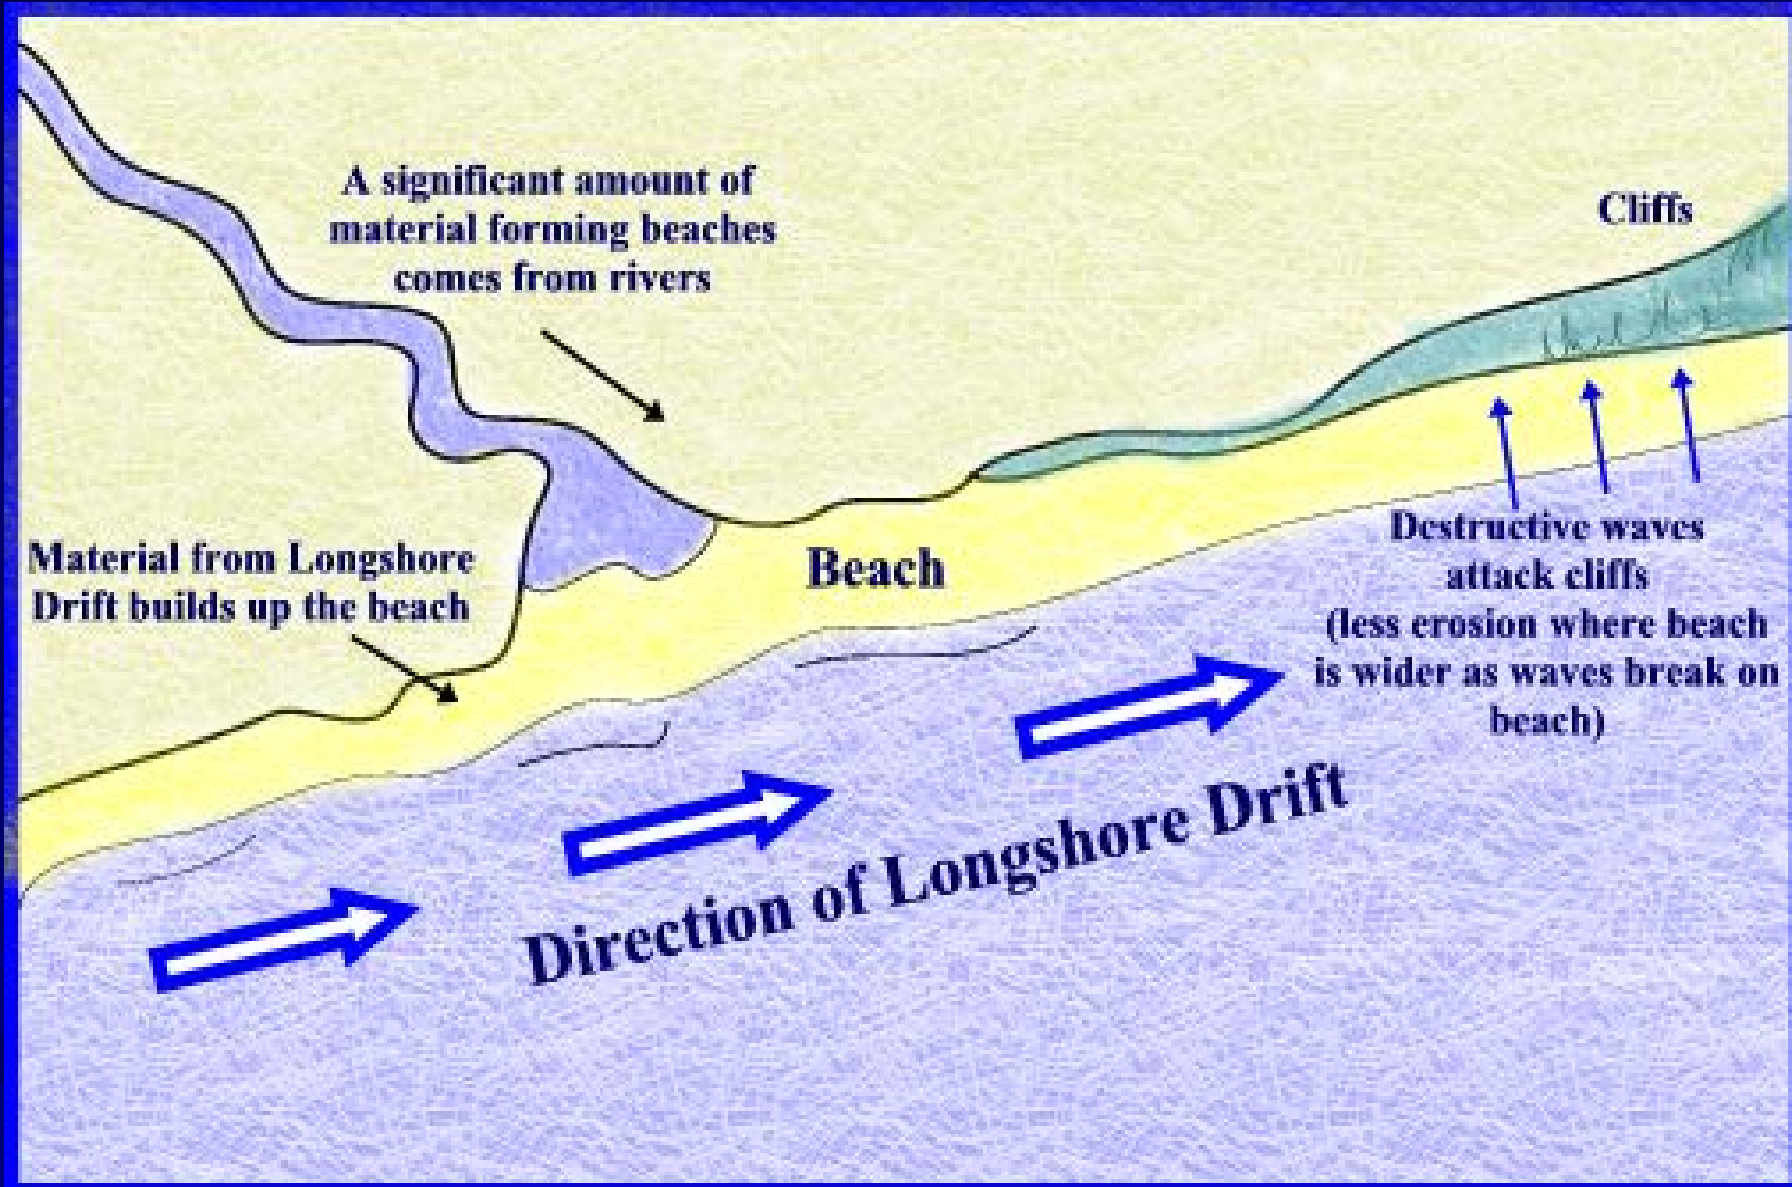 A significant amount of
material forming beaches
comes from rivers
Cliffs
Material from Longshore
Drift builds up the beach
Beach
Destructive waves
attack cliffs
(less erosion where beach
is wider as waves break on
beach)
Direction of Longshore Drift